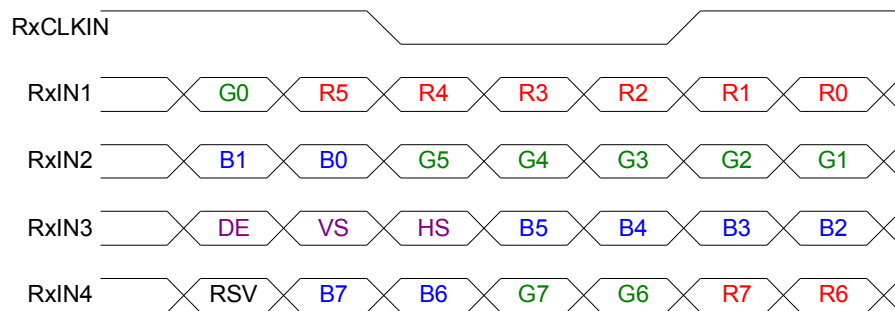 RxCLKIN
RxIN1 G0 R5 R4 R3 R2 R1 R0
RxIN2 B1 B0 G5 G4 G3 G2 G1
RxIN3 DE VS HS B5 B4 B3 B2
RxIN4 RSV B7 B6 G7 G6 R7 R6